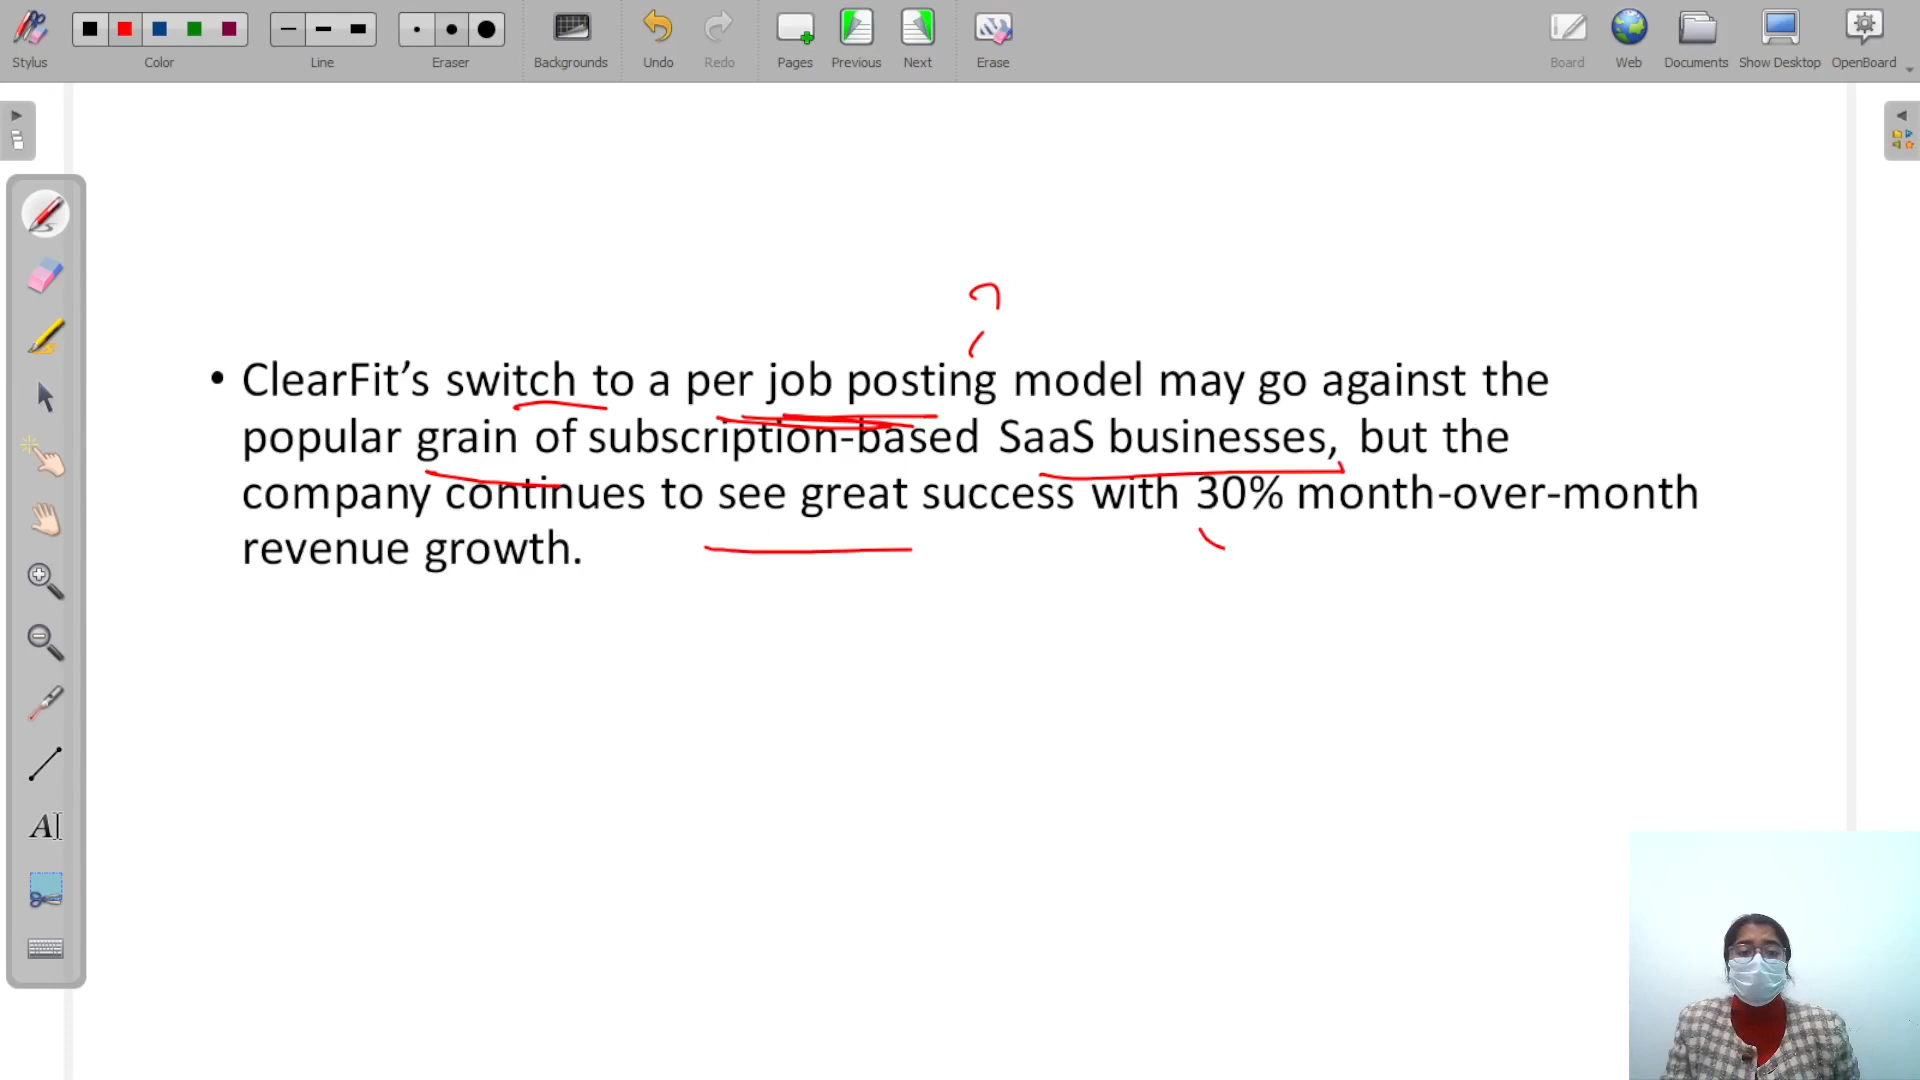 Stylus
Color
Line
Eraser
Backgrounds
Undo
Redo
Pages
Previous
Next
Erase
Board
Web
Documents
Show Desktop
OpenBoard
• ClearFit’s switch to a per job posting model may go against the
popular grain of subscription-based SaaS businesses, but the
company continues to see great success with 30% month-over-month
revenue growth.